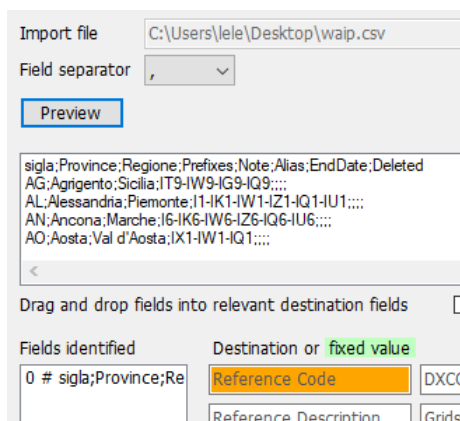 Import file C:\Users\lele\Desktop\waip.csv
Field separator ,
Preview
sigla;Province;Regione;Prefixes;Note;Alias;EndDate;Deleted
AG;Agrigento;Sicilia;IT9-IW9-IG9-IQ9;;;;
AL;Alessandria;Piemonte;I1-IK1-IW1-IZ1-IQ1-IU1;;;;
AN;Ancona;Marche;I6-IK6-IW6-IZ6-IQ6-IU6;;;;
AO;Aosta;Val d'Aosta;IX1-IW1-IQ1;;;;
Drag and drop fields into relevant destination fields
Fields identified Destination or fixed value
0 # sigla;Province;Re Reference Code DXCC
Reference Description Grids